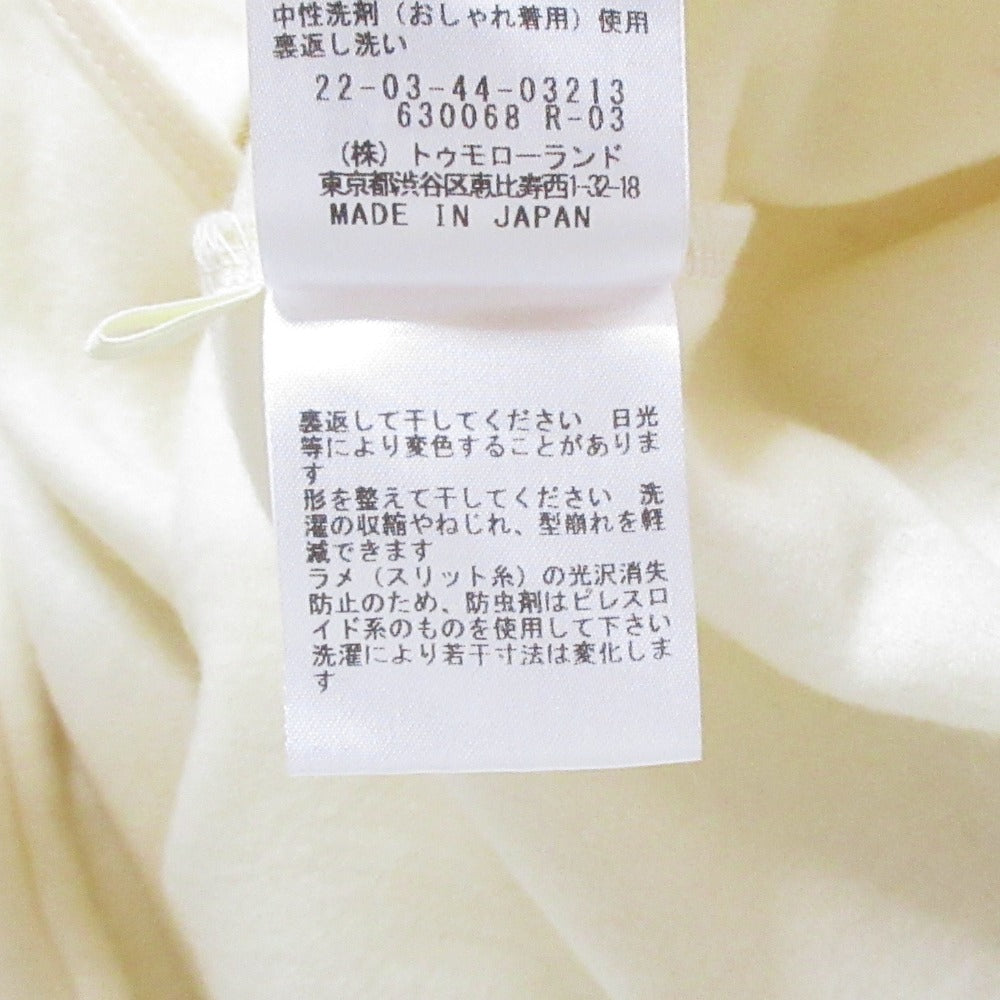 中性洗剤（おしゃれ着用）使用
裏返し洗い
22-03-44-03213
630068 R-03
（株）トゥモローランド
東京都渋谷区恵比寿西1-32-18
MADE IN JAPAN
裏返して干してください 日光
等により変色することがありま
す
形を整えて干してください 洗
濯の収縮やねじれ、型崩れを軽
減できます
ラメ（スリット糸）の光沢消失
防止のため、防虫剤はピレスロ
イド系のものを使用して下さい
洗濯により若干寸法は変化しま
す